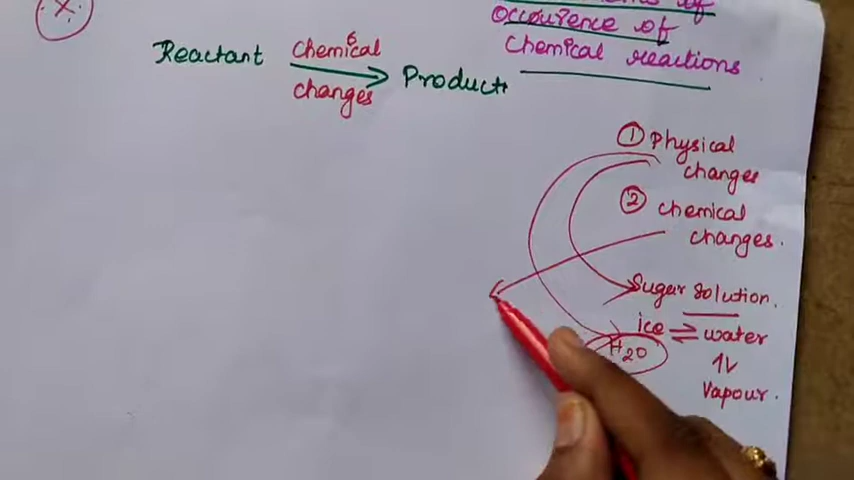 of
Occurence of
chemical reactions
Reactant
chemical
changes
Product
① Physical
changes
② chemical
changes.
Sugar solution.
ice ⇌ water
H₂O
Vapour.